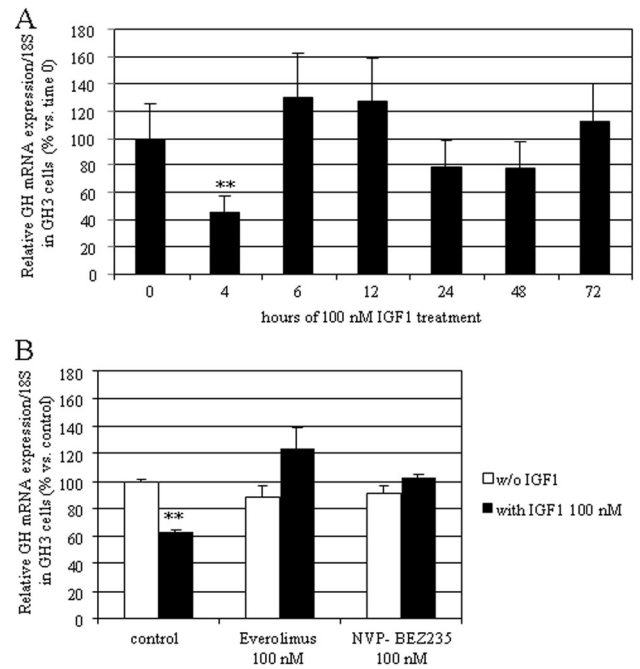 A
Relative GH mRNA expression/18S
in GH3 cells (% vs. time 0)
180
160
140
120
100
80
60
40
20
0
**
0 4 6 12 24 48 72
hours of 100 nM IGF1 treatment
B
Relative GH mRNA expression/18S
in GH3 cells (% vs. control)
180
160
140
120
100
80
60
40
20
0
**
w/o IGF1
with IGF1 100 nM
control Everolimus NVP- BEZ235
100 nM 100 nM